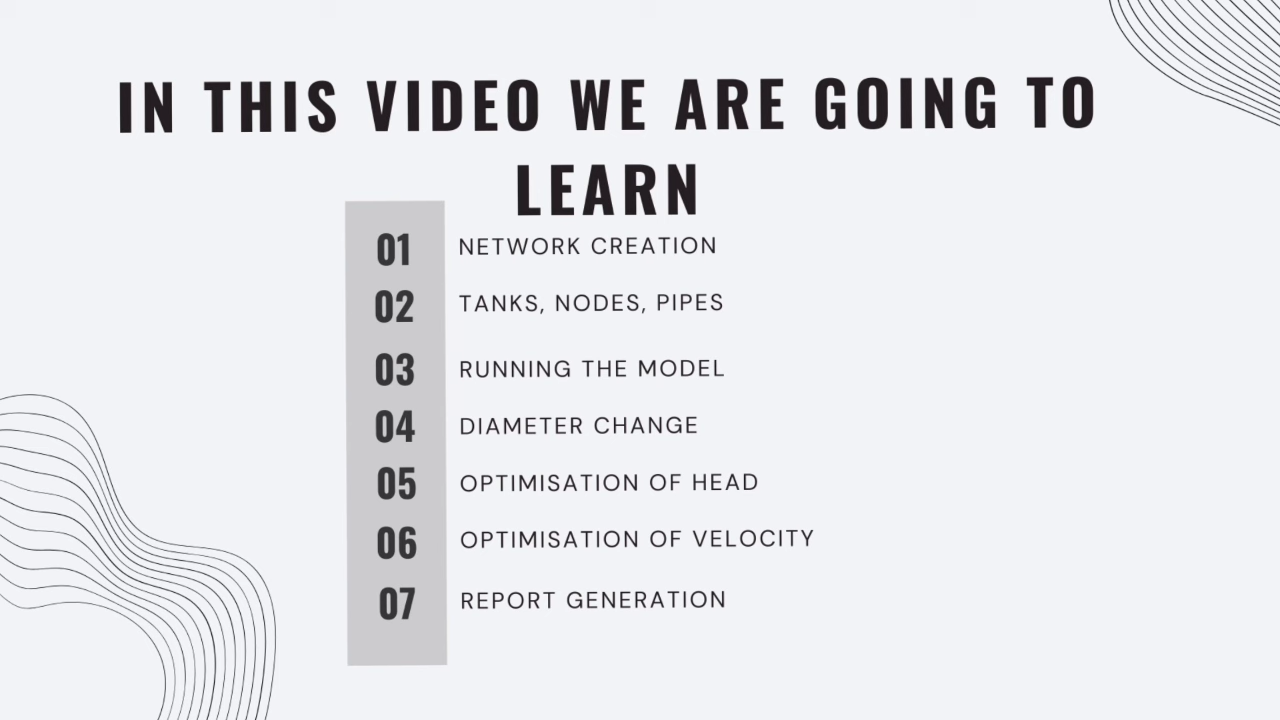 IN THIS VIDEO WE ARE GOING TO
LEARN
01 NETWORK CREATION
02 TANKS, NODES, PIPES
03 RUNNING THE MODEL
04 DIAMETER CHANGE
05 OPTIMISATION OF HEAD
06 OPTIMISATION OF VELOCITY
07 REPORT GENERATION